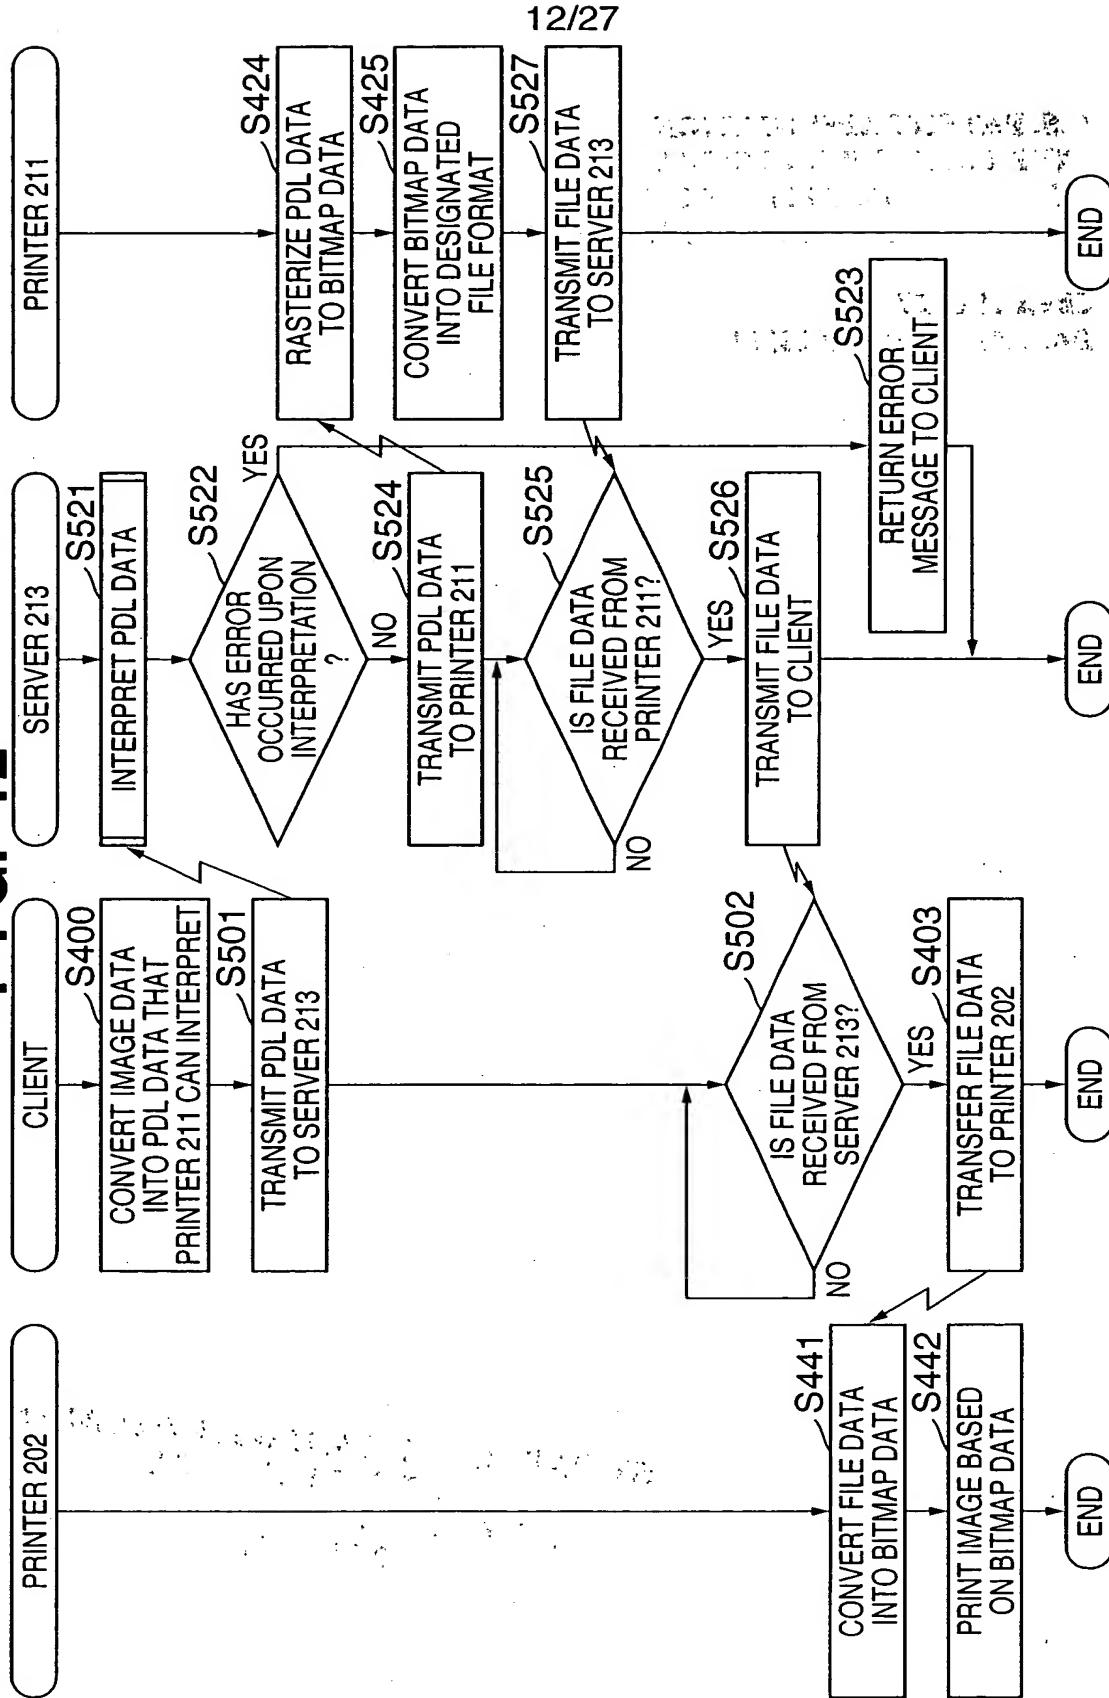 12/27
FIG. 12
PRINTER 202
CONVERT FILE DATA
INTO BITMAP DATA
S441
PRINT IMAGE BASED
ON BITMAP DATA
S442
END
CLIENT
CONVERT IMAGE DATA
INTO PDL DATA THAT
PRINTER 211 CAN INTERPRET
S400
TRANSMIT PDL DATA
TO SERVER 213
S501
IS FILE DATA
RECEIVED FROM
SERVER 213?
S502
NO
YES
TRANSFER FILE DATA
TO PRINTER 202
S403
END
SERVER 213
INTERPRET PDL DATA
S521
HAS ERROR
OCCURRED UPON
INTERPRETATION
?
S522
YES
NO
TRANSMIT PDL DATA
TO PRINTER 211
S524
IS FILE DATA
RECEIVED FROM
PRINTER 211?
S525
NO
YES
TRANSMIT FILE DATA
TO CLIENT
S526
RETURN ERROR
MESSAGE TO CLIENT
S523
END
PRINTER 211
RASTERIZE PDL DATA
TO BITMAP DATA
S424
CONVERT BITMAP DATA
INTO DESIGNATED
FILE FORMAT
S425
TRANSMIT FILE DATA
TO SERVER 213
S527
END